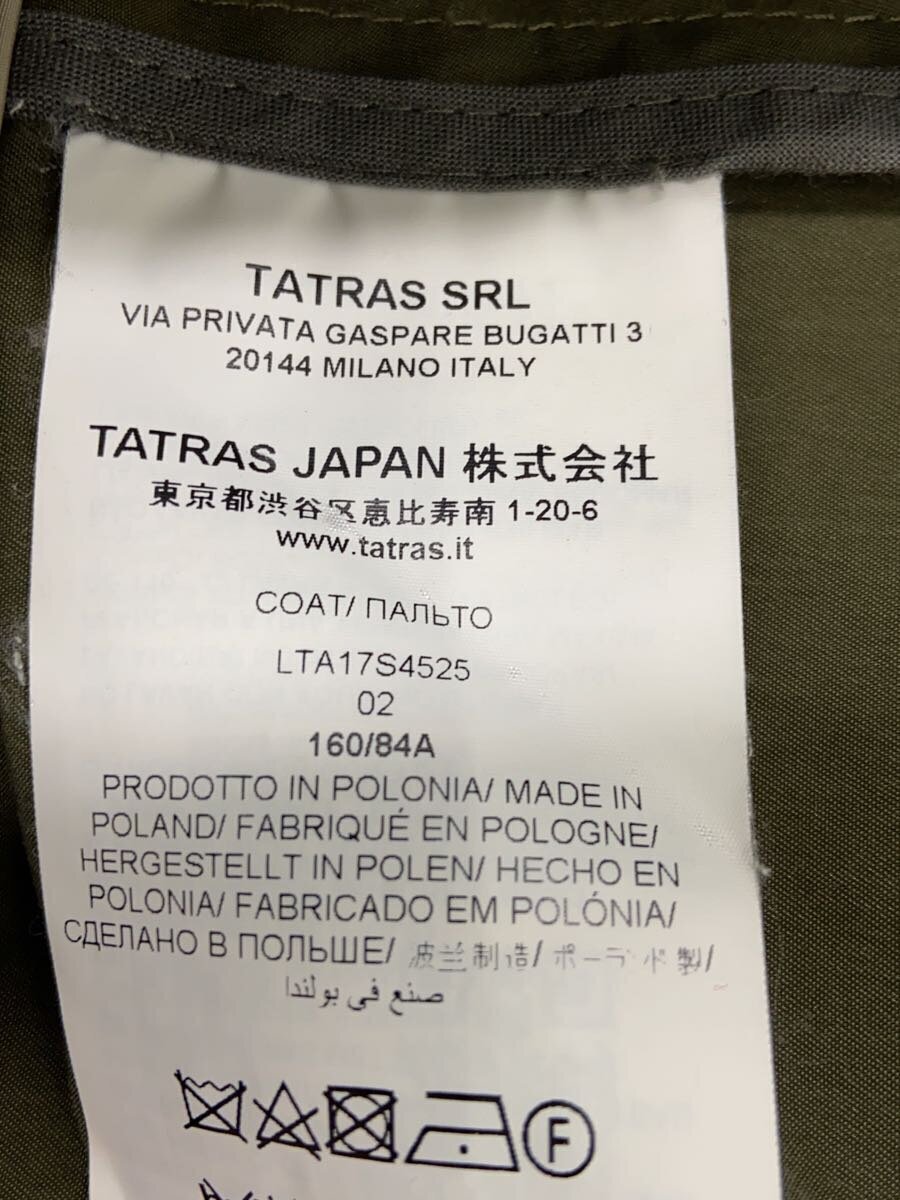 TATRAS SRL
VIA PRIVATA GASPARE BUGATTI 3
20144 MILANO ITALY
TATRAS JAPAN 株式会社
東京都渋谷区恵比寿南 1-20-6
www.tatras.it
COAT/ ПАЛЬТО
LTA17S4525
02
160/84A
PRODOTTO IN POLONIA/ MADE IN
POLAND/ FABRIQUÉ EN POLOGNE/
HERGESTELLT IN POLEN/ HECHO EN
POLONIA/ FABRICADO EM POLÓNIA/
СДЕЛАНО В ПОЛЬШЕ/ 波兰制造/ ポーランド製/
صنع في بولندا
F